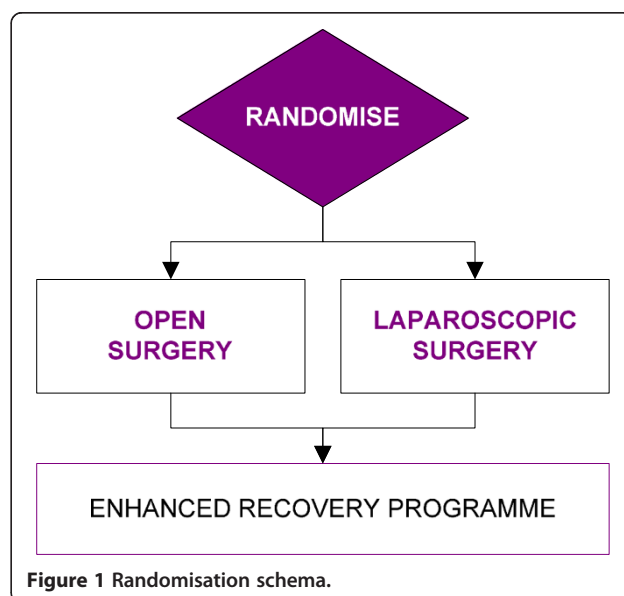 RANDOMISE
OPEN
SURGERY
LAPAROSCOPIC
SURGERY
ENHANCED RECOVERY PROGRAMME
Figure 1 Randomisation schema.